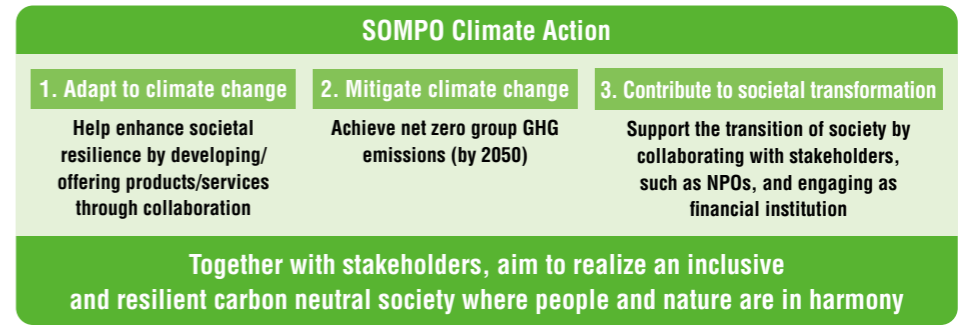 SOMPO Climate Action
1. Adapt to climate change
Help enhance societal
resilience by developing/
offering products/services
through collaboration
2. Mitigate climate change
Achieve net zero group GHG
emissions (by 2050)
3. Contribute to societal transformation
Support the transition of society by
collaborating with stakeholders,
such as NPOs, and engaging as
financial institution
Together with stakeholders, aim to realize an inclusive
and resilient carbon neutral society where people and nature are in harmony